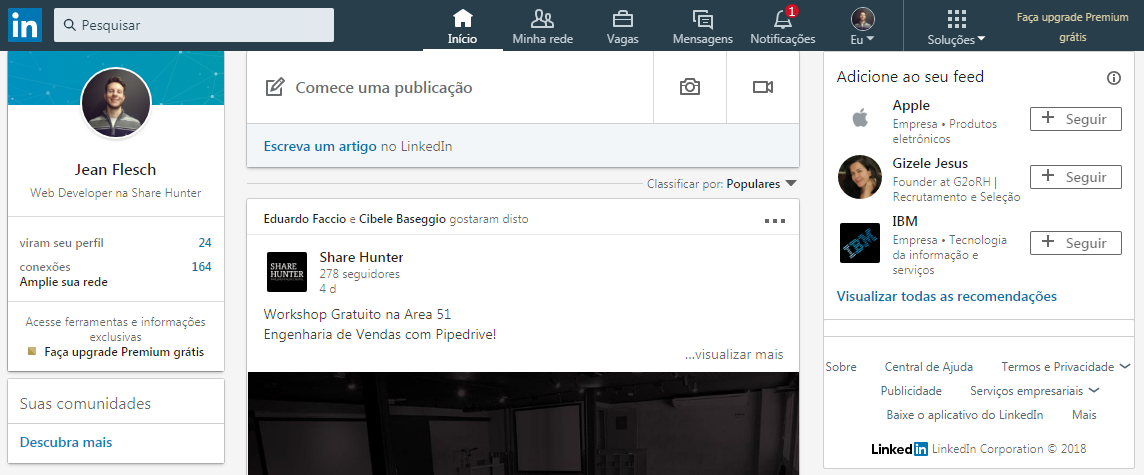 in
Pesquisar
Início
Minha rede
Vagas
Mensagens
1
Notificações
Eu
Soluções
Faça upgrade Premium
grátis
Jean Flesch
Web Developer na Share Hunter
viram seu perfil 24
conexões 164
Amplie sua rede
Acesse ferramentas e informações
exclusivas
Faça upgrade Premium grátis
Suas comunidades
Descubra mais
Comece uma publicação
Escreva um artigo no LinkedIn
Classificar por: Populares
Eduardo Faccio e Cibele Baseggio gostaram disto
SHARE
HUNTER
Share Hunter
278 seguidores
4 d
Workshop Gratuito na Area 51
Engenharia de Vendas com Pipedrive!
...visualizar mais
Adicione ao seu feed
Apple
Empresa • Produtos
eletrônicos
Seguir
Gizele Jesus
Founder at G2oRH |
Recrutamento e Seleção
Seguir
IBM
IBM
Empresa • Tecnologia
da informação e
serviços
Seguir
Visualizar todas as recomendações
Sobre Central de Ajuda Termos e Privacidade
Publicidade Serviços empresariais
Baixe o aplicativo do LinkedIn Mais
Linked in LinkedIn Corporation © 2018